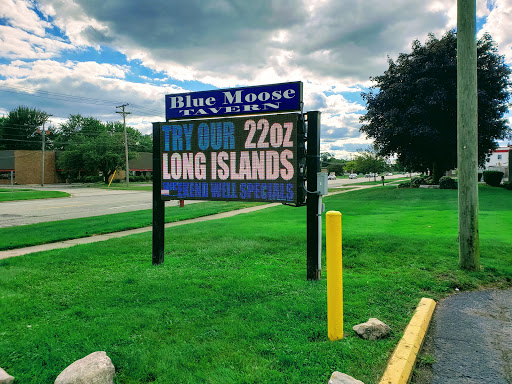 Blue Moose
TAVERN
TRY OUR 22oz
LONG ISLANDS
WEEKEND WELL SPECIALS